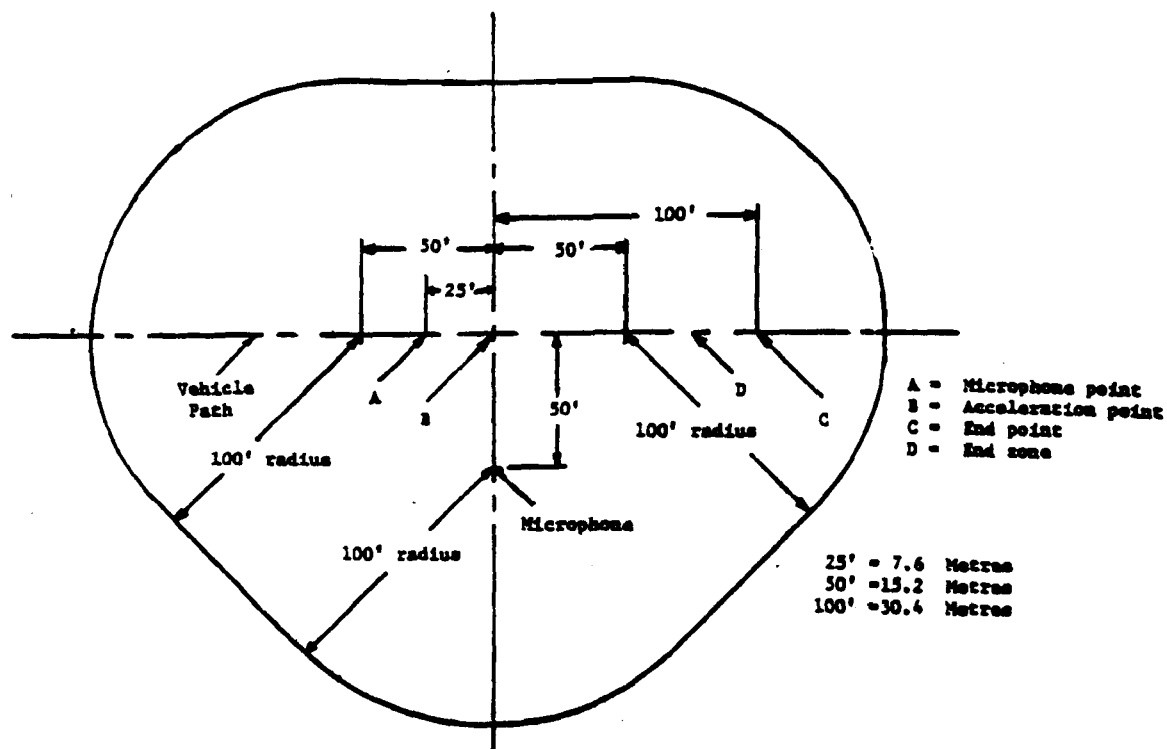 100'
50'
50'
25'
Vehicle
Path
A
B
50'
D
C
100' radius
100' radius
100' radius
Microphone
A = Microphone point
B = Acceleration point
C = End point
D = End zone
25' = 7.6 Metres
50' =15.2 Metres
100' =30.4 Metres